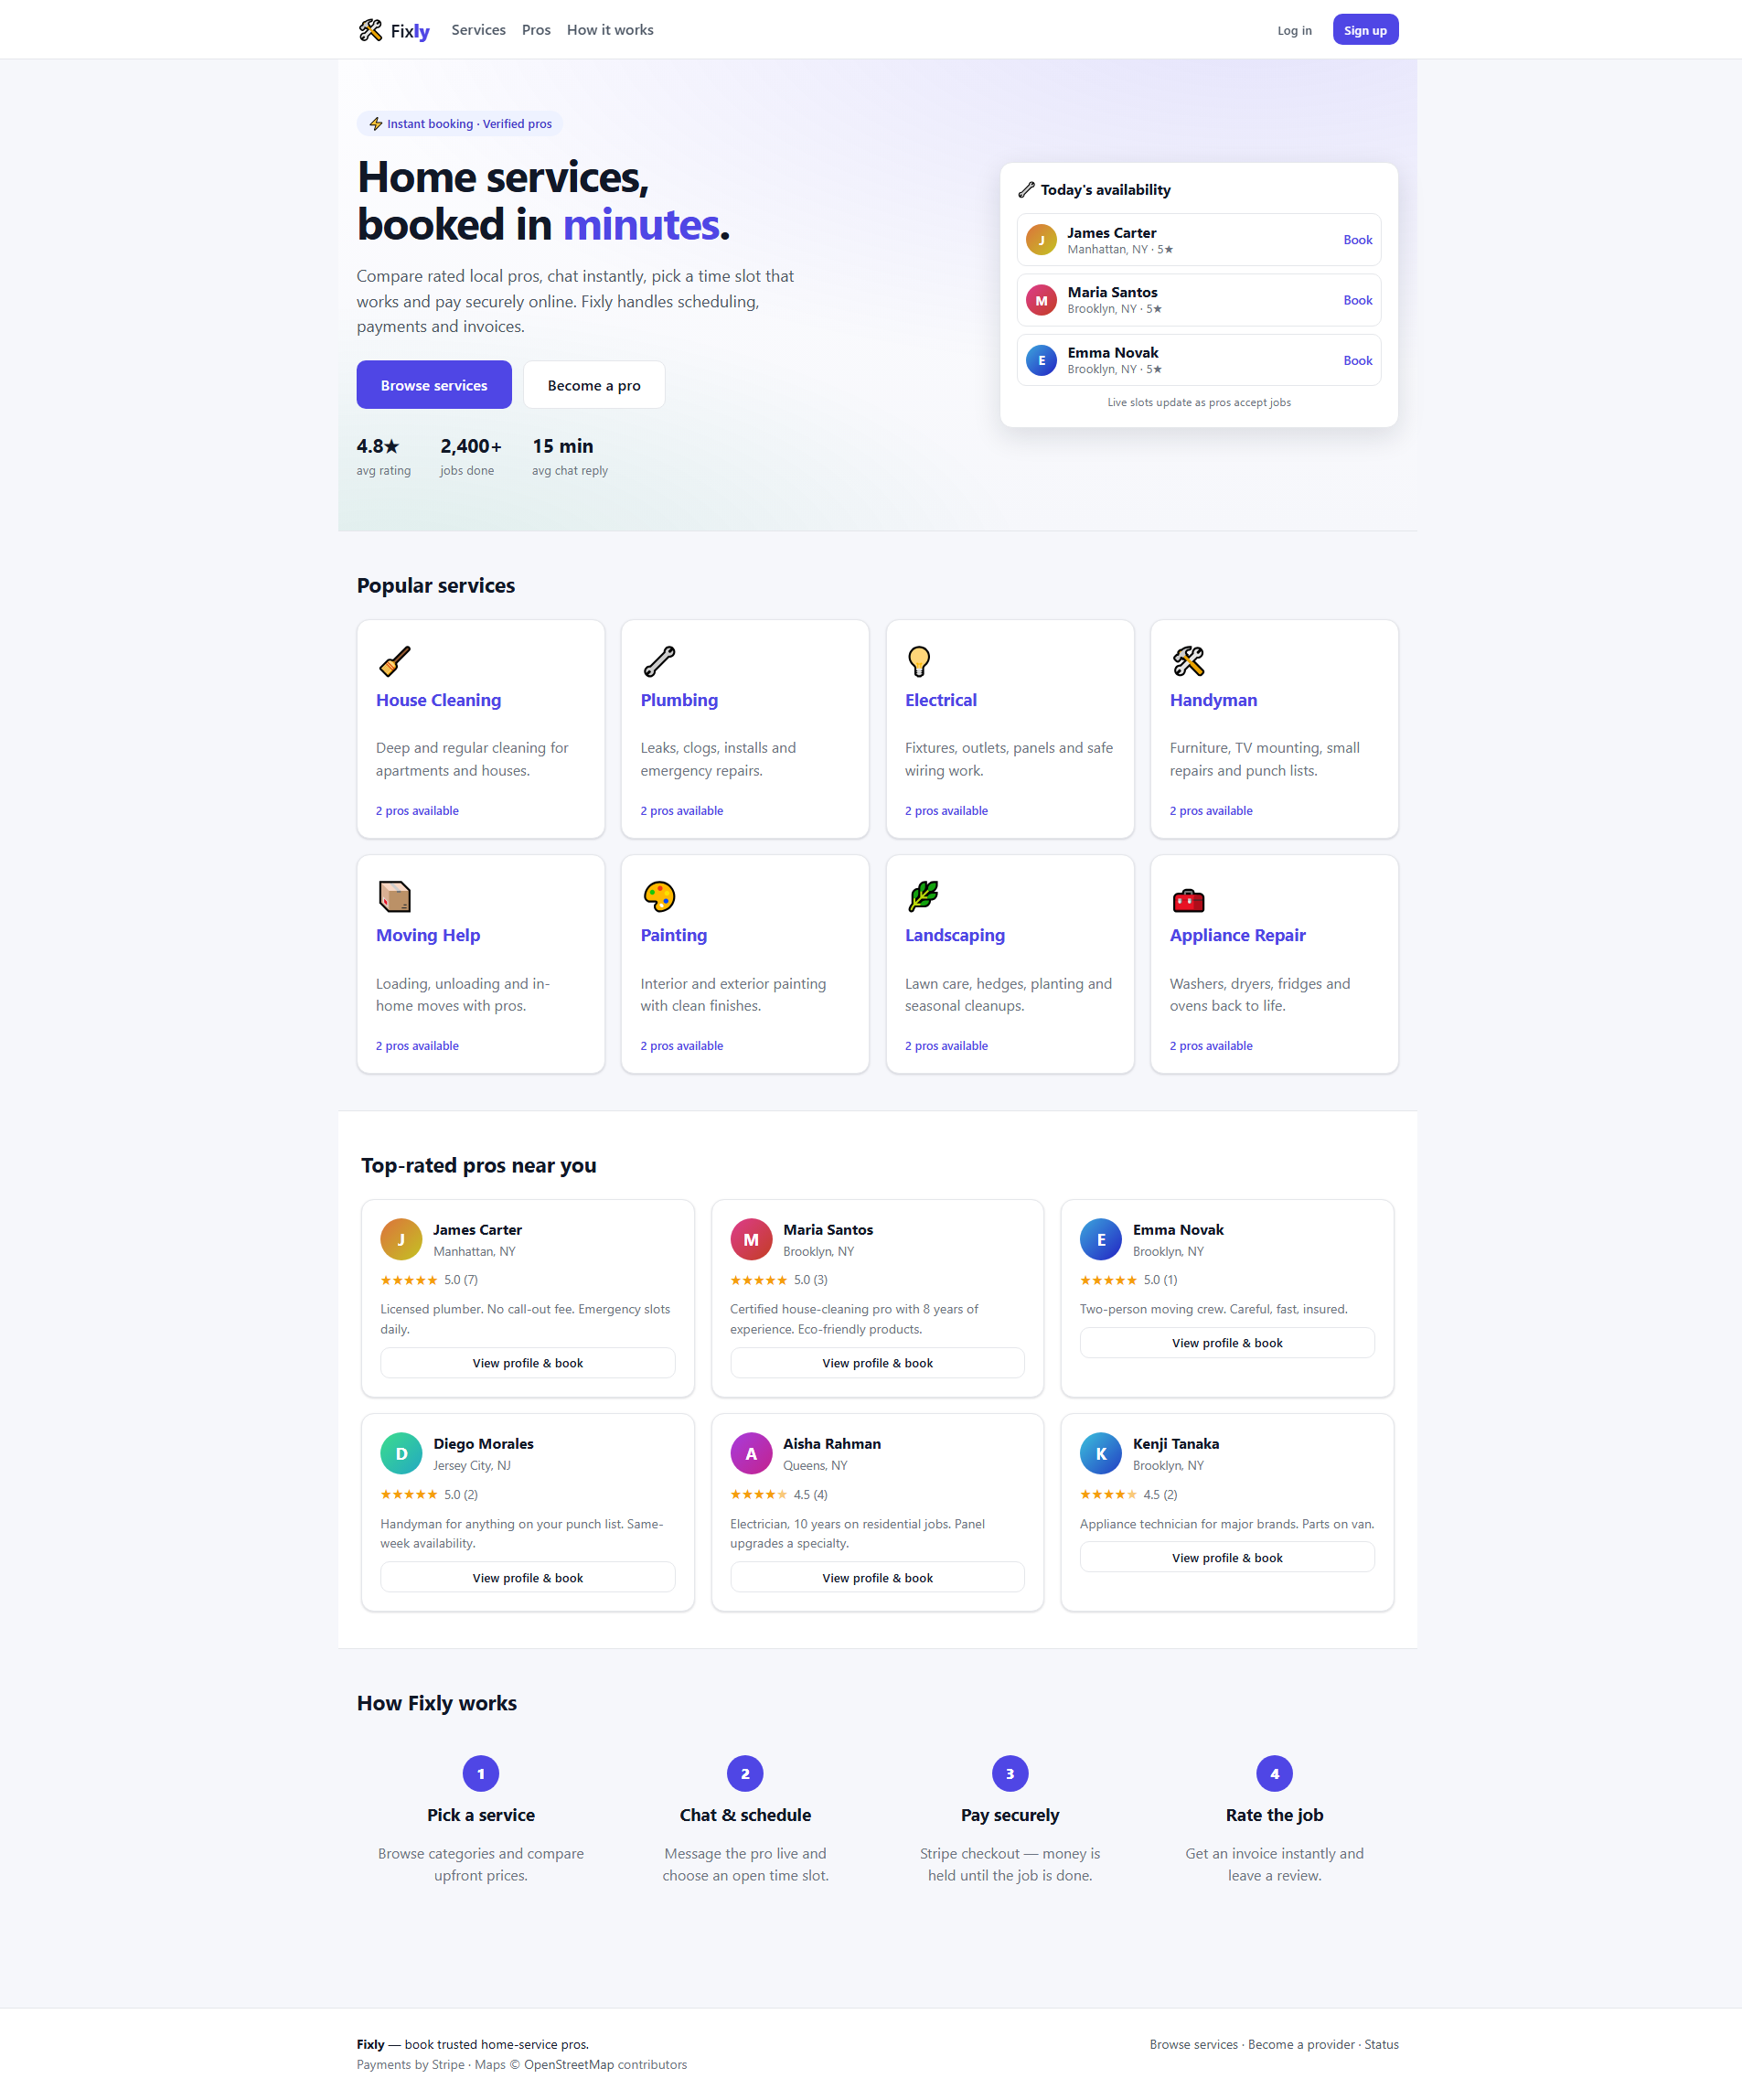 Fixly Services Pros How it works Log in Sign up
Instant booking · Verified pros
Home services,
booked in minutes.
Compare rated local pros, chat instantly, pick a time slot that
works and pay securely online. Fixly handles scheduling,
payments and invoices.
Browse services Become a pro
4.8★ 2,400+ 15 min
avg rating jobs done avg chat reply
Today's availability
J James Carter Book
Manhattan, NY · 5★
M Maria Santos Book
Brooklyn, NY · 5★
E Emma Novak Book
Brooklyn, NY · 5★
Live slots update as pros accept jobs
Popular services
House Cleaning
Deep and regular cleaning for
apartments and houses.
2 pros available
Plumbing
Leaks, clogs, installs and
emergency repairs.
2 pros available
Electrical
Fixtures, outlets, panels and safe
wiring work.
2 pros available
Handyman
Furniture, TV mounting, small
repairs and punch lists.
2 pros available
Moving Help
Loading, unloading and in-
home moves with pros.
2 pros available
Painting
Interior and exterior painting
with clean finishes.
2 pros available
Landscaping
Lawn care, hedges, planting and
seasonal cleanups.
2 pros available
Appliance Repair
Washers, dryers, fridges and
ovens back to life.
2 pros available
Top-rated pros near you
J James Carter
Manhattan, NY
★★★★★ 5.0 (7)
Licensed plumber. No call-out fee. Emergency slots
daily.
View profile & book
M Maria Santos
Brooklyn, NY
★★★★★ 5.0 (3)
Certified house-cleaning pro with 8 years of
experience. Eco-friendly products.
View profile & book
E Emma Novak
Brooklyn, NY
★★★★★ 5.0 (1)
Two-person moving crew. Careful, fast, insured.
View profile & book
D Diego Morales
Jersey City, NJ
★★★★★ 5.0 (2)
Handyman for anything on your punch list. Same-
week availability.
View profile & book
A Aisha Rahman
Queens, NY
★★★★★ 4.5 (4)
Electrician, 10 years on residential jobs. Panel
upgrades a specialty.
View profile & book
K Kenji Tanaka
Brooklyn, NY
★★★★★ 4.5 (2)
Appliance technician for major brands. Parts on van.
View profile & book
How Fixly works
1
Pick a service
Browse categories and compare
upfront prices.
2
Chat & schedule
Message the pro live and
choose an open time slot.
3
Pay securely
Stripe checkout — money is
held until the job is done.
4
Rate the job
Get an invoice instantly and
leave a review.
Fixly — book trusted home-service pros.
Payments by Stripe · Maps © OpenStreetMap contributors
Browse services · Become a provider · Status